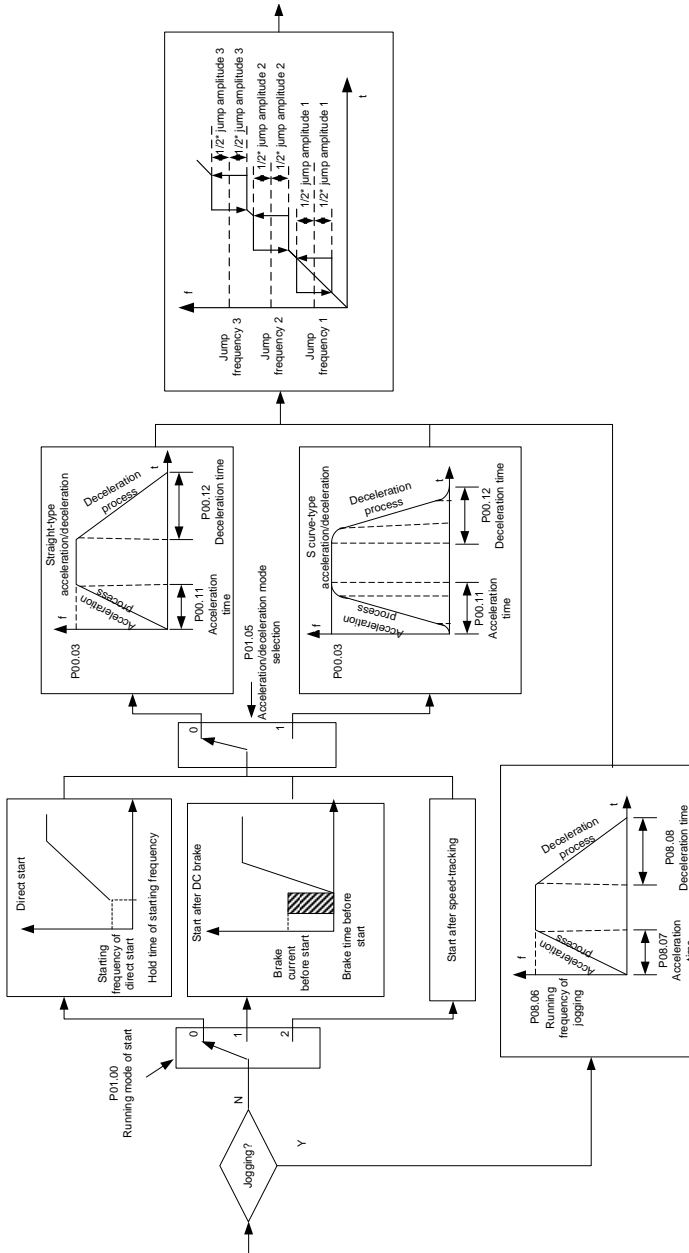 Jogging?
N
Y
P01.00
Running mode of start
0
1
2
Direct start
Starting
frequency of
direct start
Hold time of starting frequency
Start after DC brake
Brake
current
before start
Brake time before
start
Start after speed-tracking
P08.06
Running
frequency of
jogging
f
t
Acceleration
process
Deceleration
process
P08.07
Acceleration
P08.08
Deceleration time
0
1
P01.05
Acceleration/deceleration mode
selection
Straight-type
acceleration/deceleration
P00.03
f
t
Acceleration
process
Deceleration
process
P00.11
Acceleration
time
P00.12
Deceleration time
S curve-type
acceleration/deceleration
P00.03
f
t
Acceleration
process
Deceleration
process
P00.11
Acceleration
time
P00.12
Deceleration time
f
t
Jump
frequency 3
Jump
frequency 2
Jump
frequency 1
1/2* jump amplitude 3
1/2* jump amplitude 3
1/2* jump amplitude 2
1/2* jump amplitude 2
1/2* jump amplitude 1
1/2* jump amplitude 1